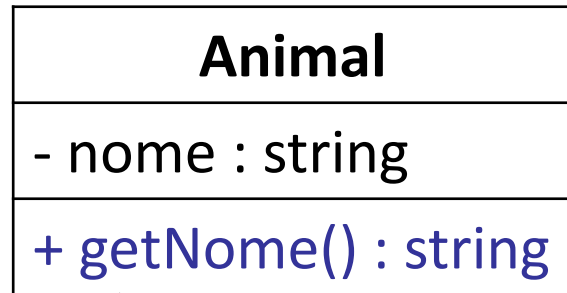 Animal
- nome : string
+ getNome() : string